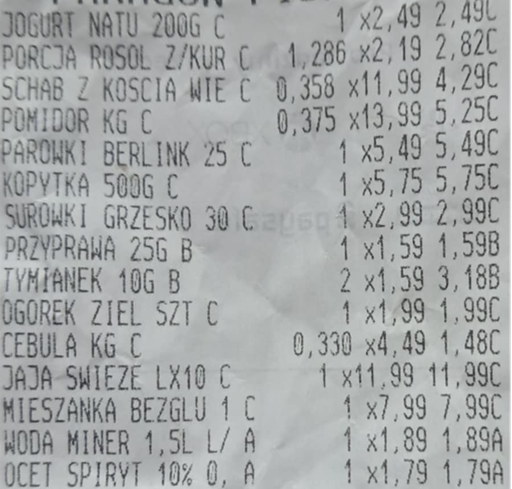 JOGURT NATU 200G C 1 x2,49 2,49C
PORCJA ROSOL Z/KUR C 1,286 x2,19 2,82C
SCHAB Z KOSCIA WIE C 0,358 x11,99 4,29C
POMIDOR KG C 0,375 x13,99 5,25C
PAROWKI BERLINK 25 C 1 x5,49 5,49C
KOPYTKA 500G C 1 x5,75 5,75C
SUROWKI GRZESKO 30 C 1 x2,99 2,99C
PRZYPRAWA 25G B 1 x1,59 1,59B
TYMIANEK 10G B 2 x1,59 3,18B
OGOREK ZIEL SZT C 1 x1,99 1,99C
CEBULA KG C 0,330 x4,49 1,48C
JAJA SWIEZE LX10 C 1 x11,99 11,99C
MIESZANKA BEZGLU 1 C 1 x7,99 7,99C
WODA MINER 1,5L L/ A 1 x1,89 1,89A
OCET SPIRYT 10% 0, A 1 x1,79 1,79A